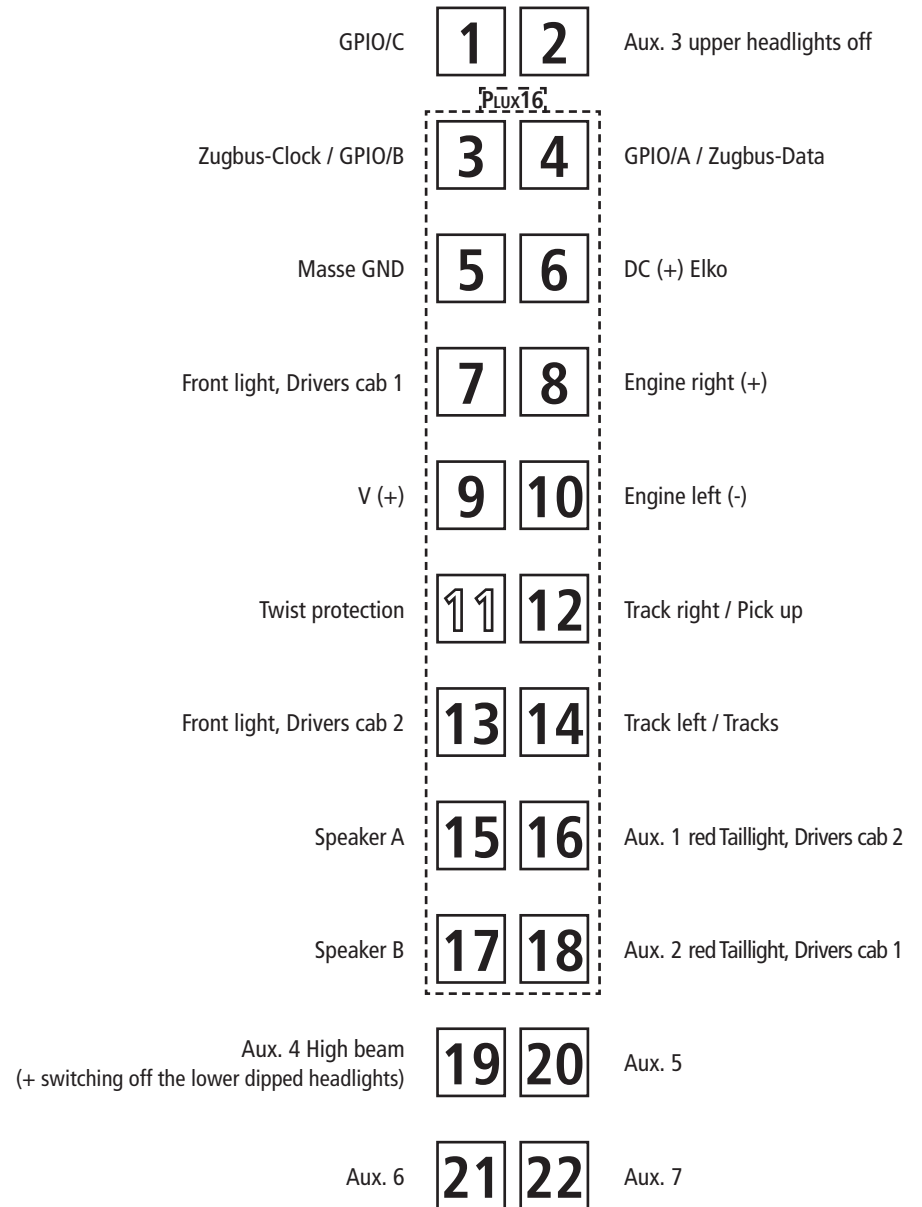 GPIO/C 1 2 Aux. 3 upper headlights off
PLUX16
Zugbus-Clock / GPIO/B 3 4 GPIO/A / Zugbus-Data
Masse GND 5 6 DC (+) Elko
Front light, Drivers cab 1 7 8 Engine right (+)
V (+) 9 10 Engine left (-)
Twist protection 11 12 Track right / Pick up
Front light, Drivers cab 2 13 14 Track left / Tracks
Speaker A 15 16 Aux. 1 red Taillight, Drivers cab 2
Speaker B 17 18 Aux. 2 red Taillight, Drivers cab 1
Aux. 4 High beam
(+ switching off the lower dipped headlights) 19 20 Aux. 5
Aux. 6 21 22 Aux. 7